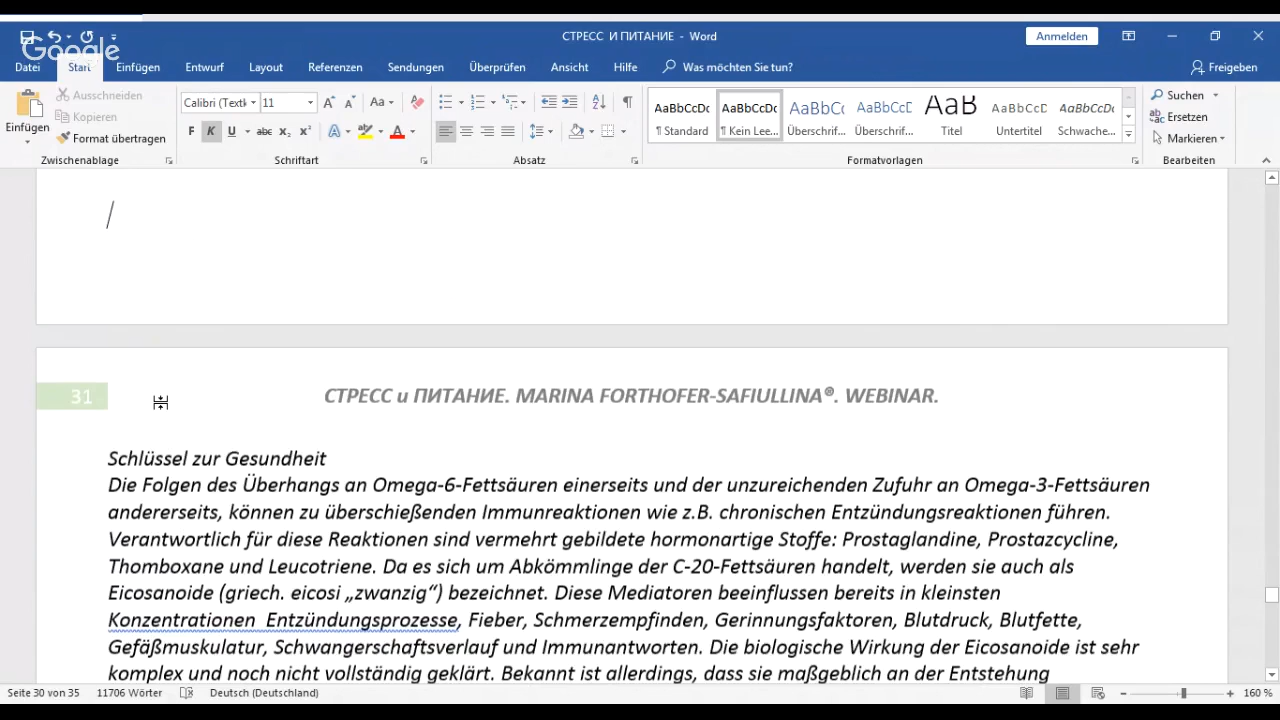 СТРЕСС И ПИТАНИЕ - Word
Anmelden
Google
Datei Start Einfügen Entwurf Layout Referenzen Sendungen Überprüfen Ansicht Hilfe Was möchten Sie tun? Freigeben
Einfügen
Ausschneiden
Kopieren
Format übertragen
Zwischenablage
Calibri (Textk 11
Schriftart
Absatz
AaBbCcDc AaBbCcDc AaBbCc AaBbCcD AaB AaBbCcD AaBbCcDc
¶ Standard ¶ Kein Lee... Überschrif... Überschrif... Titel Untertitel Schwache...
Formatvorlagen
Suchen
Ersetzen
Markieren
Bearbeiten
31
СТРЕСС и ПИТАНИЕ. MARINA FORTHOFER-SAFIULLINA®. WEBINAR.
Schlüssel zur Gesundheit
Die Folgen des Überhangs an Omega-6-Fettsäuren einerseits und der unzureichenden Zufuhr an Omega-3-Fettsäuren
andererseits, können zu überschießenden Immunreaktionen wie z.B. chronischen Entzündungsreaktionen führen.
Verantwortlich für diese Reaktionen sind vermehrt gebildete hormonartige Stoffe: Prostaglandine, Prostazcycline,
Thomboxane und Leucotriene. Da es sich um Abkömmlinge der C-20-Fettsäuren handelt, werden sie auch als
Eicosanoide (griech. eicosi „zwanzig“) bezeichnet. Diese Mediatoren beeinflussen bereits in kleinsten
Konzentrationen Entzündungsprozesse, Fieber, Schmerzempfinden, Gerinnungsfaktoren, Blutdruck, Blutfette,
Gefäßmuskulatur, Schwangerschaftsverlauf und Immunantworten. Die biologische Wirkung der Eicosanoide ist sehr
komplex und noch nicht vollständig geklärt. Bekannt ist allerdings, dass sie maßgeblich an der Entstehung
Seite 30 von 35 11706 Wörter Deutsch (Deutschland) 160 %